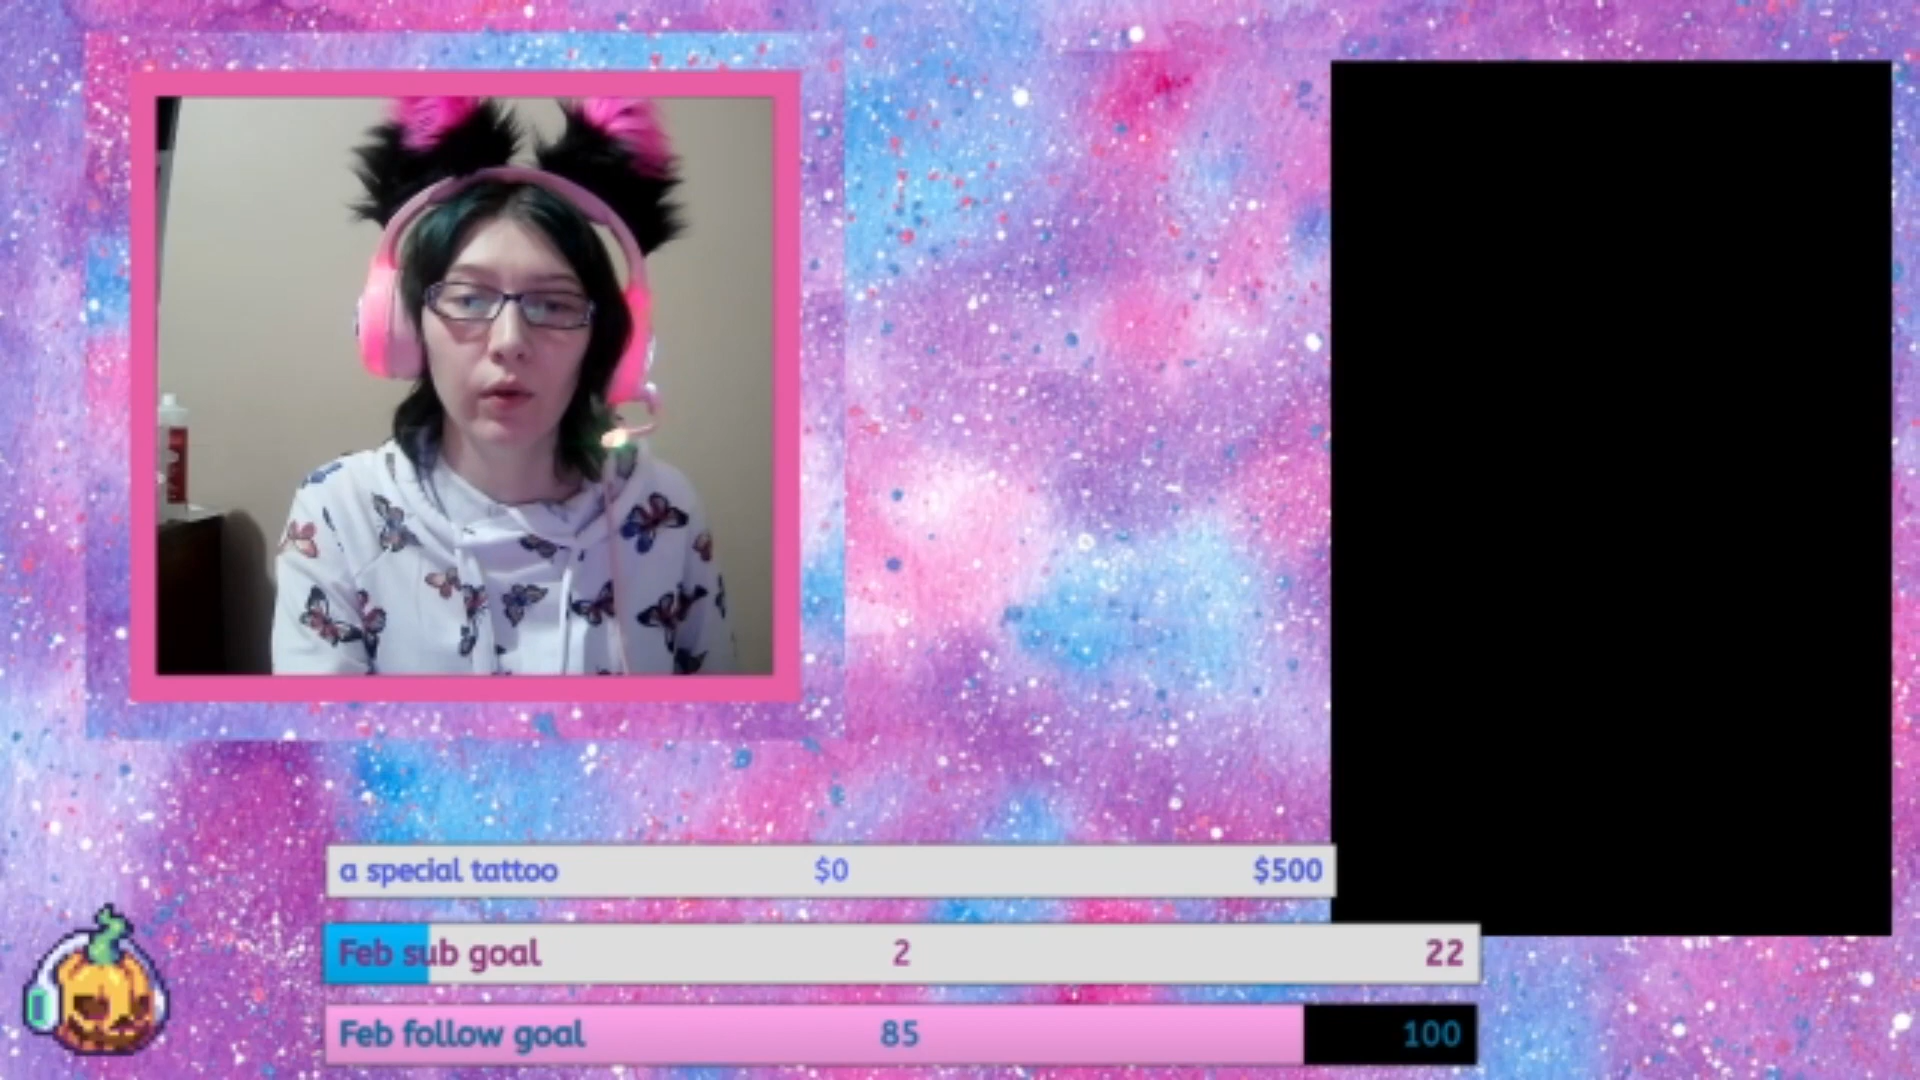 a special tattoo $0 $500
Feb sub goal 2 22
Feb follow goal 85 100